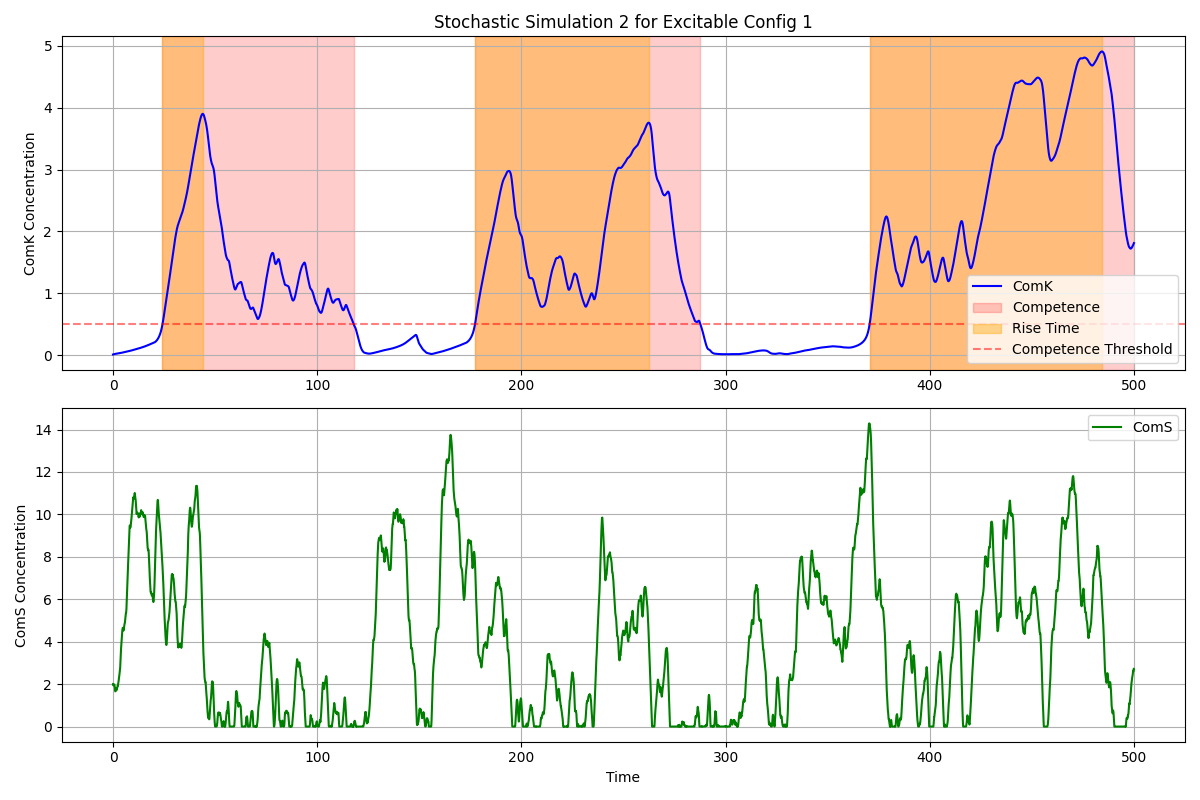 Stochastic Simulation 2 for Excitable Config 1
ComK Concentration
5
4
3
2
1
0
ComK
Competence
Rise Time
Competence Threshold
0 100 200 300 400 500
ComS Concentration
14
12
10
8
6
4
2
0
ComS
0 100 200 300 400 500
Time